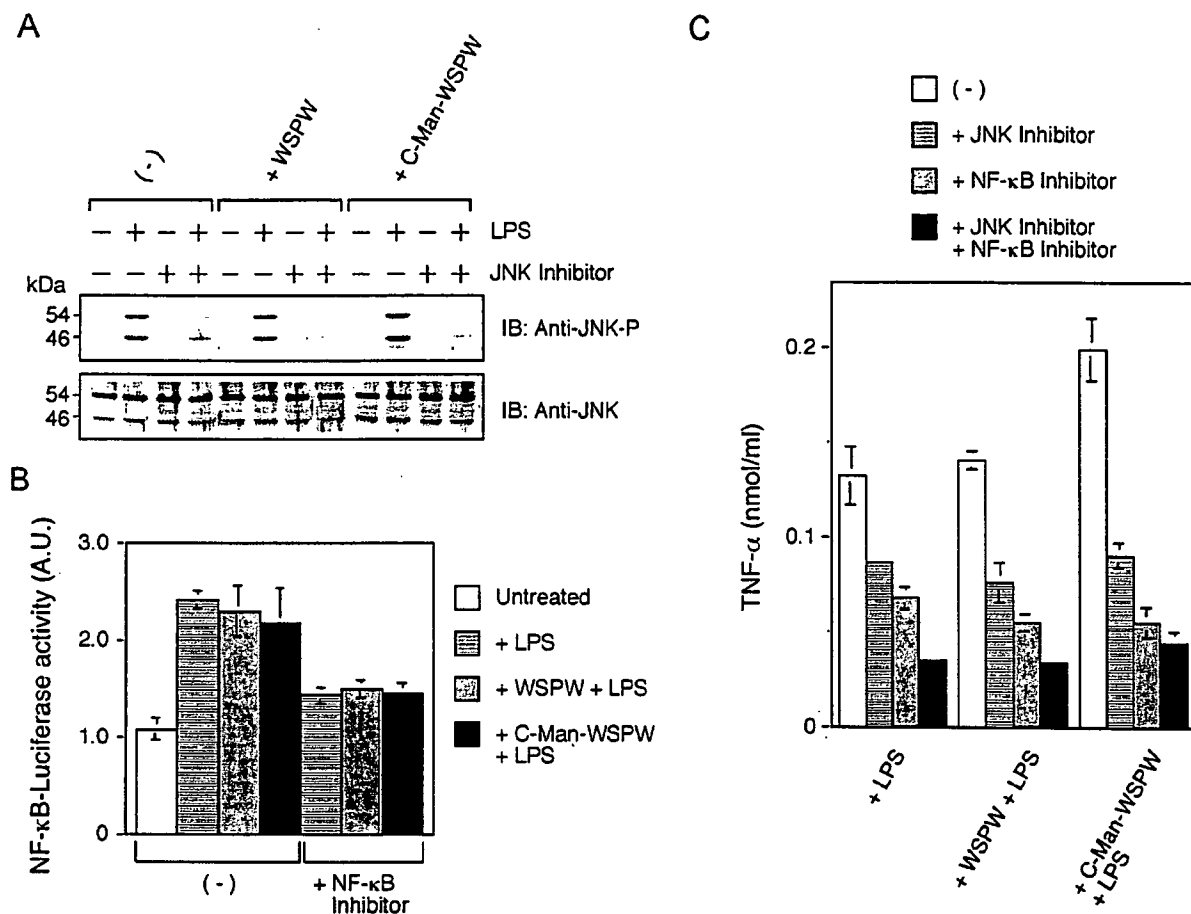 A
(-)
+ WSPW
+ C-Man-WSPW
− + − + − + − + − + − + LPS
− − + + − − + + − − + + JNK Inhibitor
kDa
54
46
IB: Anti-JNK-P
54
46
IB: Anti-JNK
B
NF-κB-Luciferase activity (A.U.)
3.0
2.0
1.0
0
(-)
+ NF-κB
Inhibitor
Untreated
+ LPS
+ WSPW + LPS
+ C-Man-WSPW
+ LPS
C
(-)
+ JNK Inhibitor
+ NF-κB Inhibitor
+ JNK Inhibitor
+ NF-κB Inhibitor
TNF-α (nmol/ml)
0.2
0.1
0
+ LPS
+ WSPW + LPS
+ C-Man-WSPW
+ LPS